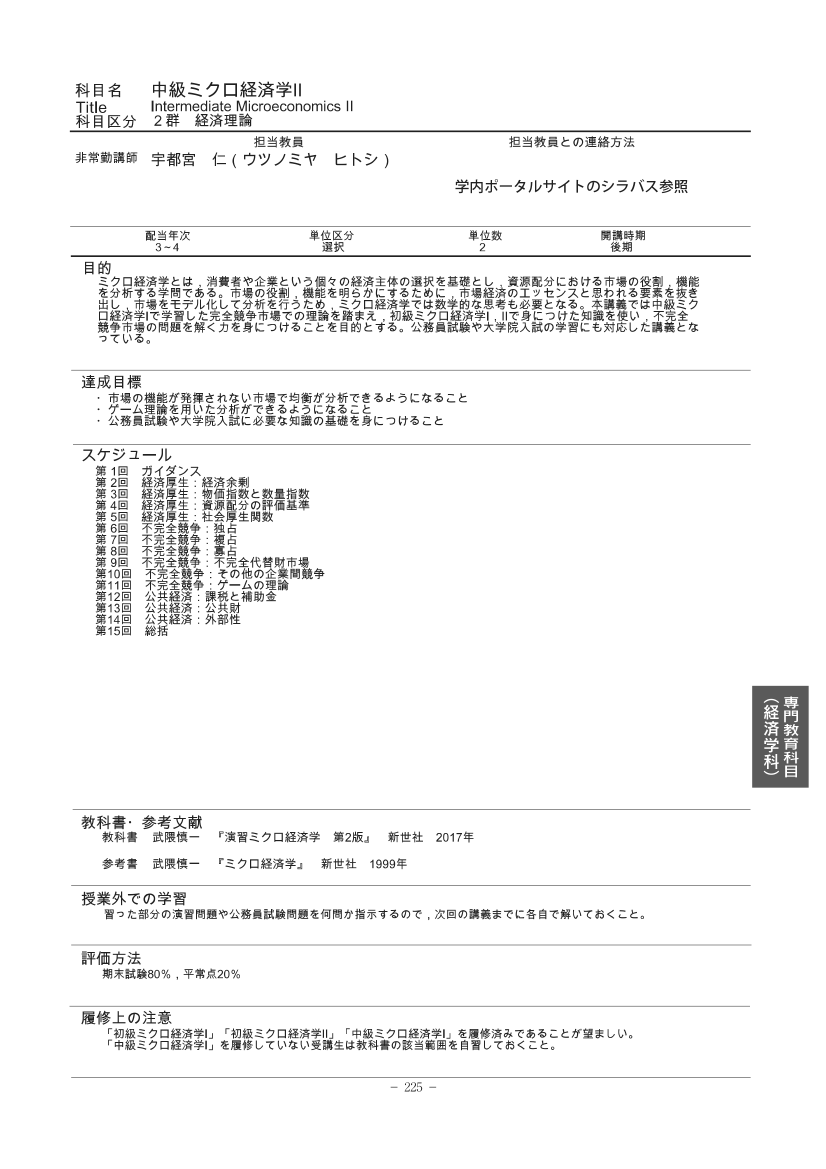 科目名　中級ミクロ経済学II
Title　Intermediate Microeconomics II
科目区分　２群　経済理論
担当教員　担当教員との連絡方法
非常勤講師　宇都宮　仁（ウツノミヤ　ヒトシ）
学内ポータルサイトのシラバス参照
配当年次　単位区分　単位数　開講時期
3～4　選択　2　後期
目的
ミクロ経済学とは，消費者や企業という個々の経済主体の選択を基礎とし，資源配分における市場の役割，機能
を分析する学問である。市場の役割，機能を明らかにするために，市場経済のエッセンスと思われる要素を抜き
出し，市場をモデル化して分析を行うため，ミクロ経済学では数学的な思考も必要となる。本講義では中級ミク
ロ経済学Iで学習した完全競争市場での理論を踏まえ，初級ミクロ経済学I，IIで身につけた知識を使い，不完全
競争市場の問題を解く力を身につけることを目的とする。公務員試験や大学院入試の学習にも対応した講義とな
っている。
達成目標
・ 市場の機能が発揮されない市場で均衡が分析できるようになること
・ ゲーム理論を用いた分析ができるようになること
・ 公務員試験や大学院入試に必要な知識の基礎を身につけること
スケジュール
第 1回　ガイダンス
第 2回　経済厚生：経済余剰
第 3回　経済厚生：物価指数と数量指数
第 4回　経済厚生：資源配分の評価基準
第 5回　経済厚生：社会厚生関数
第 6回　不完全競争：独占
第 7回　不完全競争：複占
第 8回　不完全競争：寡占
第 9回　不完全競争：不完全代替財市場
第10回　不完全競争：その他の企業間競争
第11回　不完全競争：ゲームの理論
第12回　公共経済：課税と補助金
第13回　公共経済：公共財
第14回　公共経済：外部性
第15回　総括
専門教育科目
（経済学科）
教科書・参考文献
教科書　武隈慎一　『演習ミクロ経済学　第2版』　新世社　2017年
参考書　武隈慎一　『ミクロ経済学』　新世社　1999年
授業外での学習
習った部分の演習問題や公務員試験問題を何問か指示するので，次回の講義までに各自で解いておくこと。
評価方法
期末試験80％，平常点20％
履修上の注意
「初級ミクロ経済学I」「初級ミクロ経済学II」「中級ミクロ経済学I」を履修済みであることが望ましい。
「中級ミクロ経済学I」を履修していない受講生は教科書の該当範囲を自習しておくこと。
－ 225 －